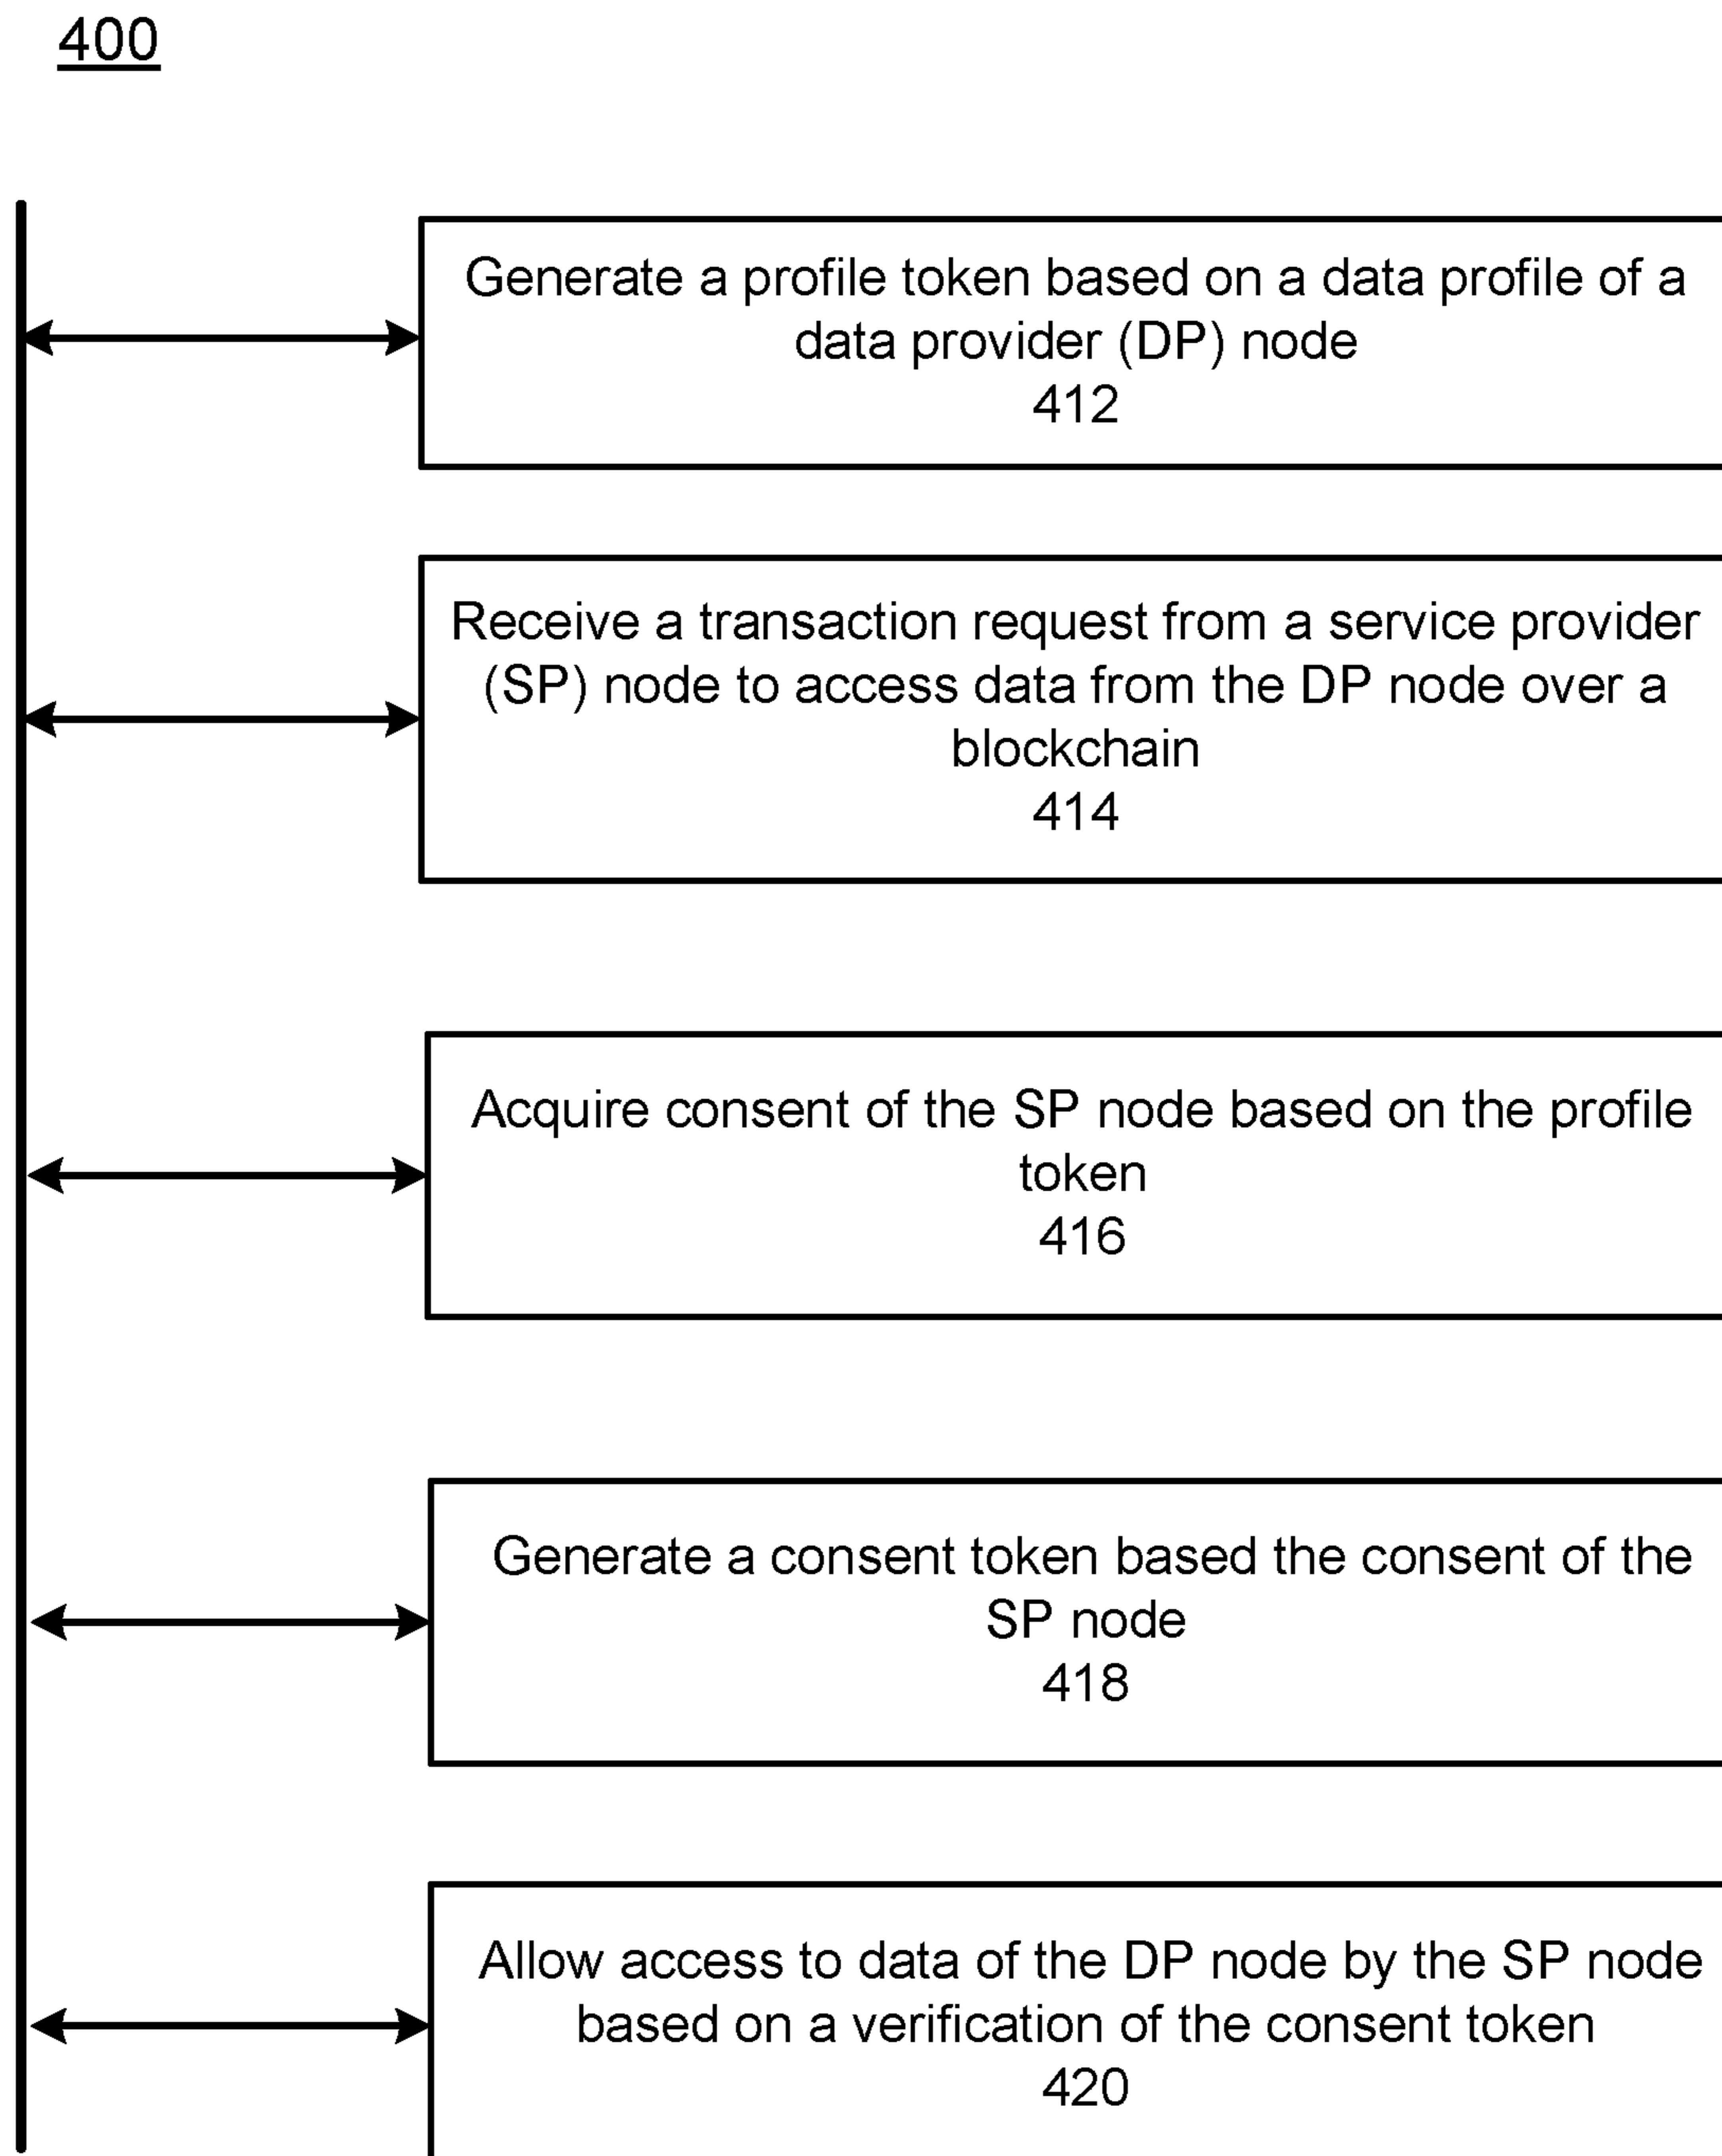 400
Generate a profile token based on a data profile of a
data provider (DP) node
412
Receive a transaction request from a service provider
(SP) node to access data from the DP node over a
blockchain
414
Acquire consent of the SP node based on the profile
token
416
Generate a consent token based the consent of the
SP node
418
Allow access to data of the DP node by the SP node
based on a verification of the consent token
420